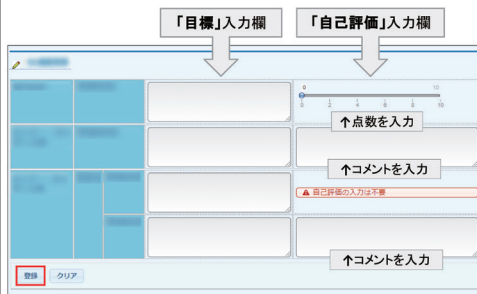 「目標」入力欄
「自己評価」入力欄
0 10
0 2 4 6 8 10
↑点数を入力
↑コメントを入力
自己評価の入力は不要
↑コメントを入力
登録 クリア